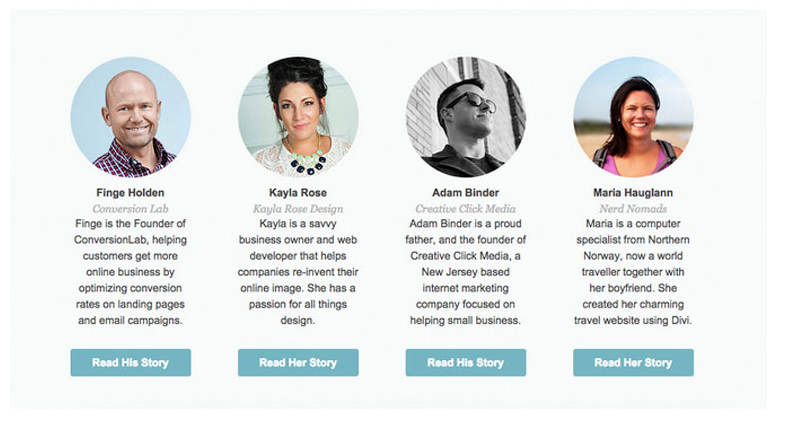 Finge Holden
Conversion Lab
Finge is the Founder of
ConversionLab, helping
customers get more
online business by
optimizing conversion
rates on landing pages
and email campaigns.
Read His Story
Kayla Rose
Kayla Rose Design
Kayla is a savvy
business owner and web
developer that helps
companies re-invent their
online image. She has a
passion for all things
design.
Read Her Story
Adam Binder
Creative Click Media
Adam Binder is a proud
father, and the founder of
Creative Click Media, a
New Jersey based
internet marketing
company focused on
helping small business.
Read His Story
Maria Hauglann
Nerd Nomads
Maria is a computer
specialist from Northern
Norway, now a world
traveller together with
her boyfriend. She
created her charming
travel website using Divi.
Read Her Story